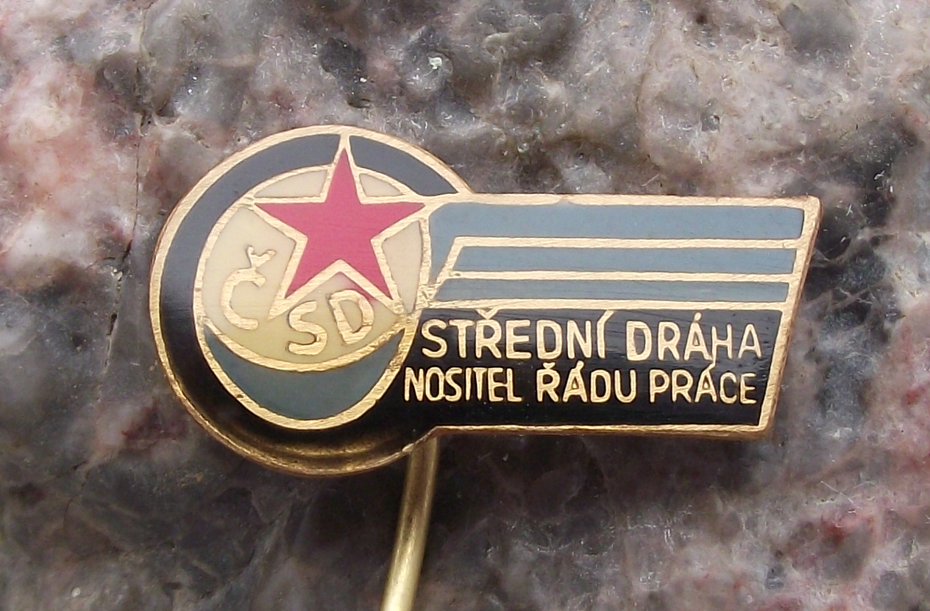 ČSD
STŘEDNÍ DRÁHA
NOSITEL ŘÁDU PRÁCE